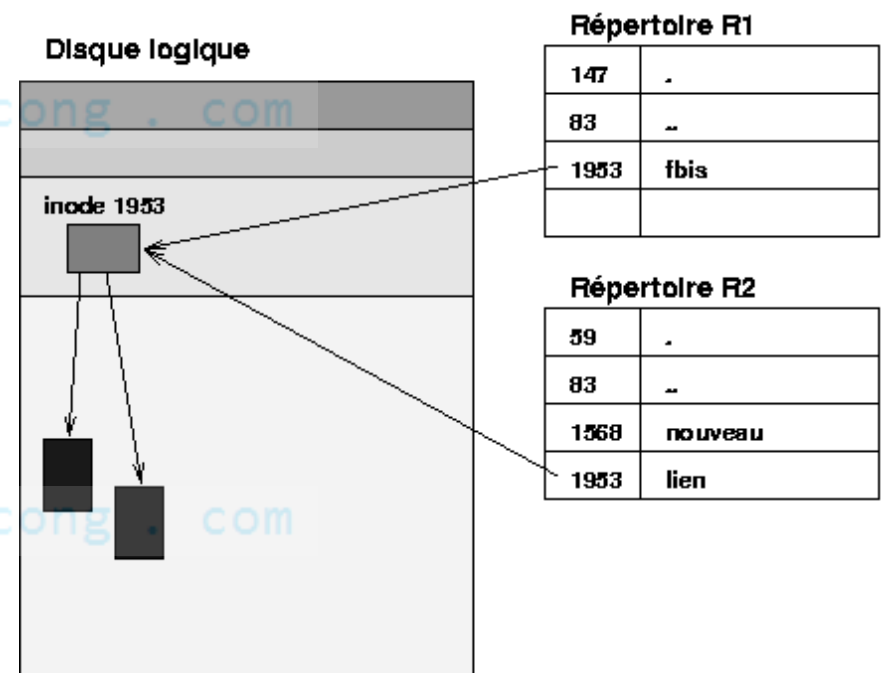 Disque logique
cong . com
inode 1953
cong . com
Répertoire R1
147 .
83 ..
1953 fbis
Répertoire R2
59 .
83 ..
1568 nouveau
1953 lien